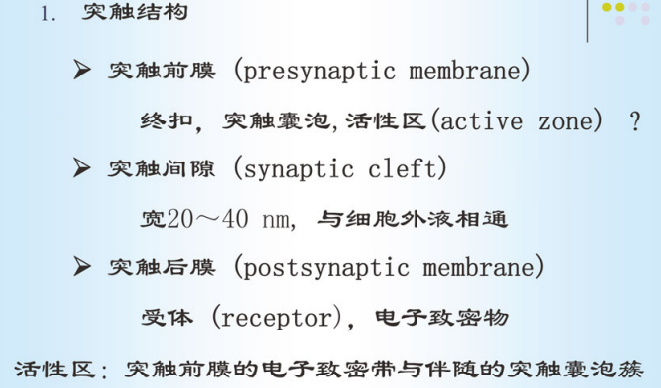 1. 突触结构
➢ 突触前膜 (presynaptic membrane)
终扣, 突触囊泡,活性区(active zone) ?
➢ 突触间隙 (synaptic cleft)
宽20～40 nm, 与细胞外液相通
➢ 突触后膜 (postsynaptic membrane)
受体 (receptor), 电子致密物
活性区: 突触前膜的电子致密带与伴随的突触囊泡簇